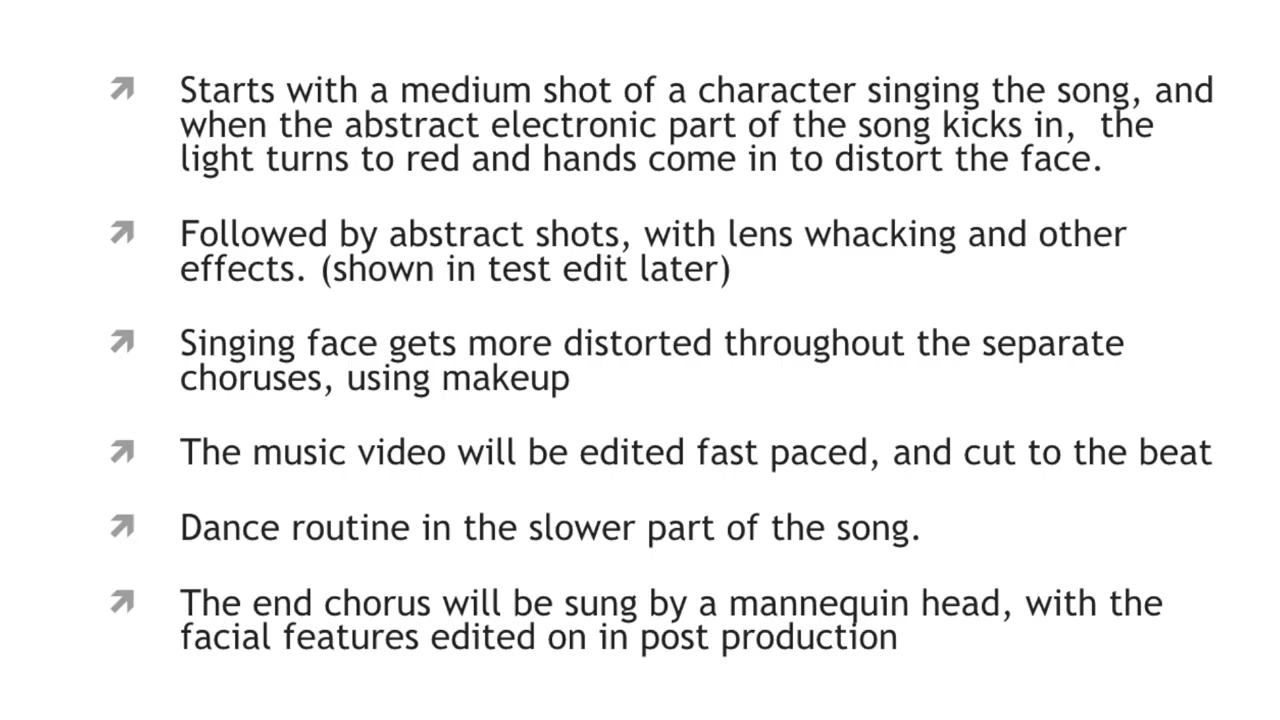 Starts with a medium shot of a character singing the song, and
when the abstract electronic part of the song kicks in,  the
light turns to red and hands come in to distort the face.
Followed by abstract shots, with lens whacking and other
effects. (shown in test edit later)
Singing face gets more distorted throughout the separate
choruses, using makeup
The music video will be edited fast paced, and cut to the beat
Dance routine in the slower part of the song.
The end chorus will be sung by a mannequin head, with the
facial features edited on in post production